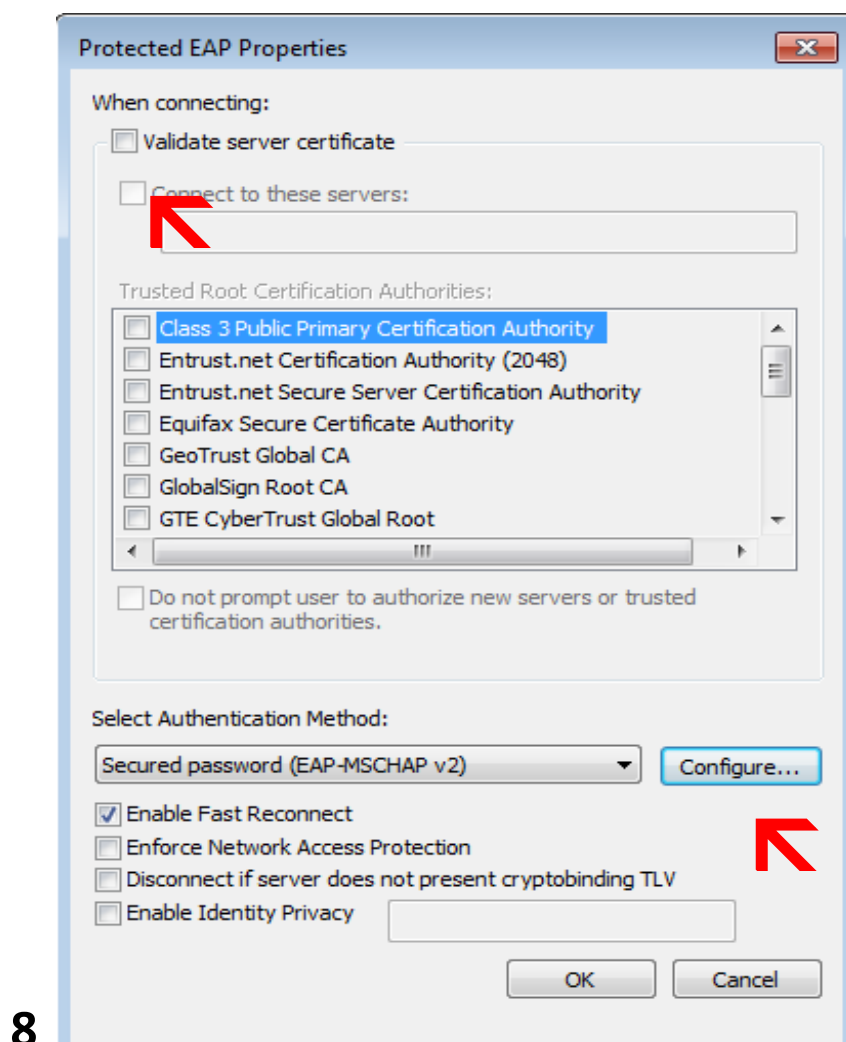 Protected EAP Properties
When connecting:
Validate server certificate
Connect to these servers:
Trusted Root Certification Authorities:
Class 3 Public Primary Certification Authority
Entrust.net Certification Authority (2048)
Entrust.net Secure Server Certification Authority
Equifax Secure Certificate Authority
GeoTrust Global CA
GlobalSign Root CA
GTE CyberTrust Global Root
Do not prompt user to authorize new servers or trusted
certification authorities.
Select Authentication Method:
Secured password (EAP-MSCHAP v2) Configure...
Enable Fast Reconnect
Enforce Network Access Protection
Disconnect if server does not present cryptobinding TLV
Enable Identity Privacy
OK Cancel
8